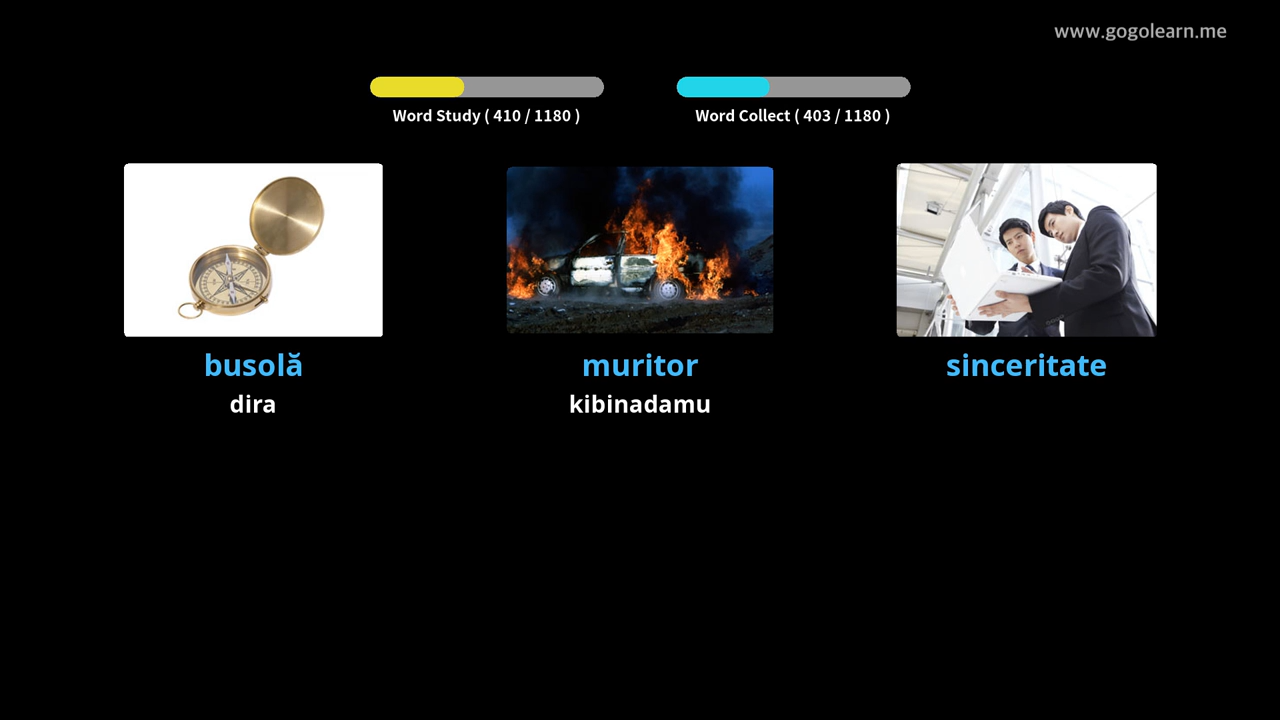 www.gogolearn.me
Word Study ( 410 / 1180 )
Word Collect ( 403 / 1180 )
busolă
muritor
sinceritate
dira
kibinadamu